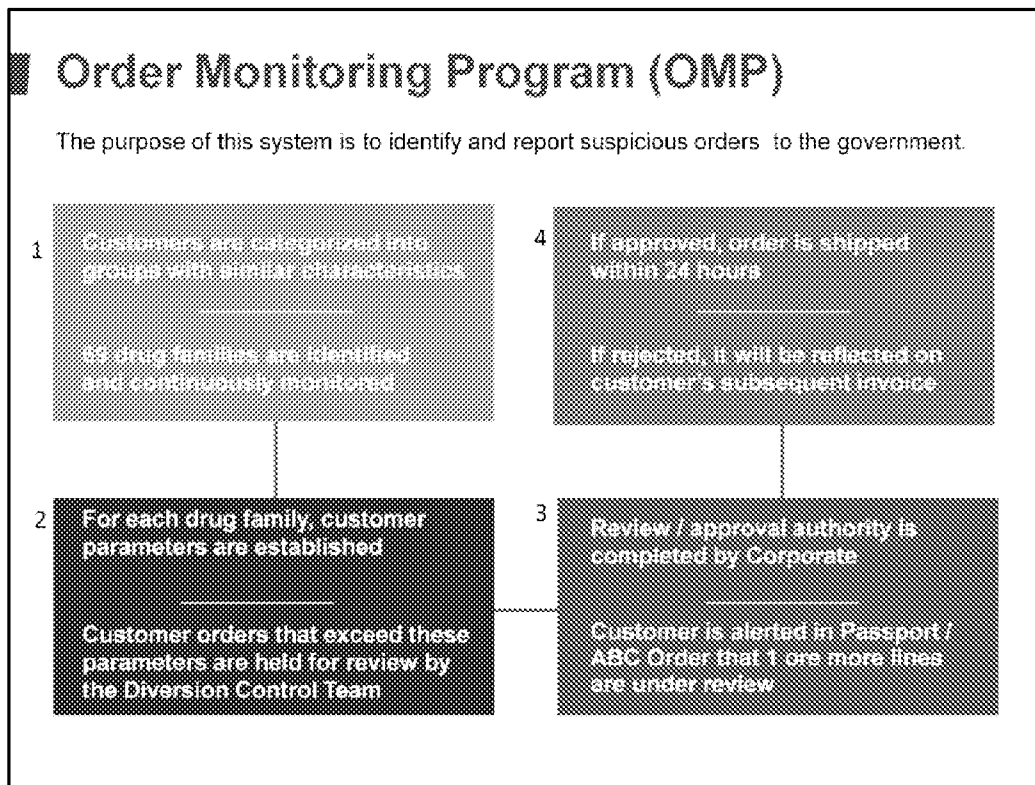 Order Monitoring Program (OMP)
The purpose of this system is to identify and report suspicious orders to the government.
1
Customers are categorized into
groups with similar characteristics
drug families are identified
and continuously monitored
2
For each drug family, customer
parameters are established
Customer orders that exceed these
parameters are held for review by
the Diversion Control Team
3
Review / approval authority is
completed by Corporate
Customer is alerted in Passport /
ABC Order that 1 ore more lines
are under review
4
If approved, order is shipped
within 24 hours
If rejected, it will be reflected on
customer's subsequent invoice